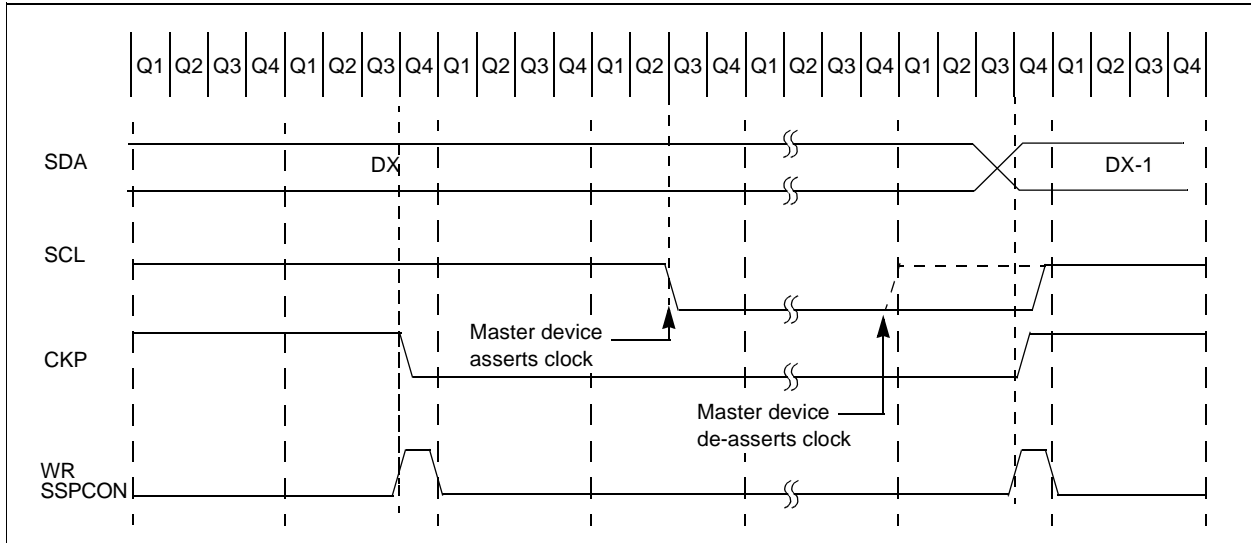 Q1 Q2 Q3 Q4 Q1 Q2 Q3 Q4 Q1 Q2 Q3 Q4 Q1 Q2 Q3 Q4 Q1 Q2 Q3 Q4 Q1 Q2 Q3 Q4 Q1 Q2 Q3 Q4
SDA
DX
DX-1
SCL
Master device
asserts clock
CKP
Master device
de-asserts clock
WR
SSPCON